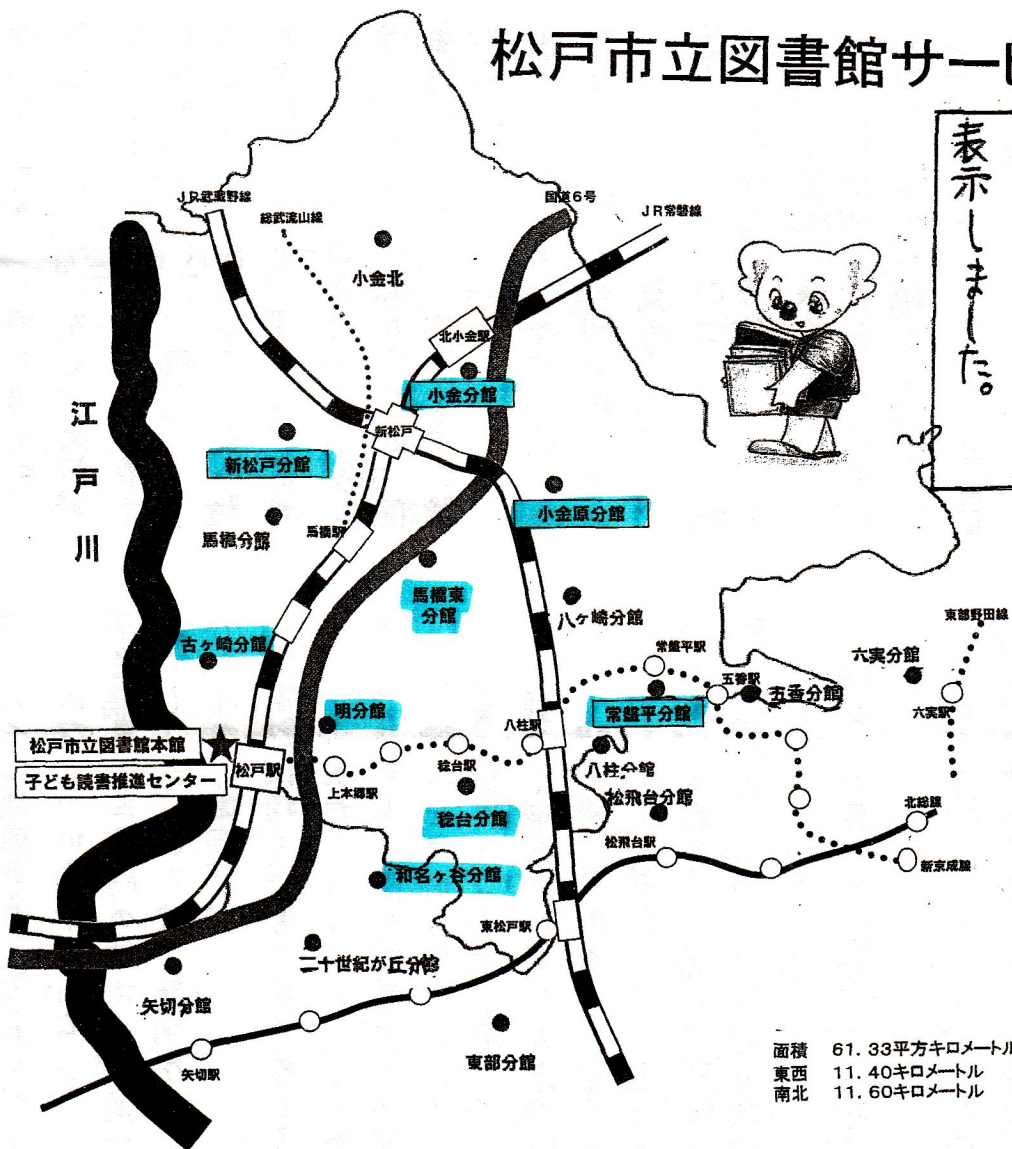 松戸市立図書館サービ
表示しました。
JR武蔵野線
総武流山線
国道6号
JR常磐線
小金北
北小金駅
小金分館
江戸川
新松戸
新松戸分館
小金原分館
馬橋分館
馬橋駅
馬橋東
分館
八ヶ崎分館
東部野田線
古ヶ崎分館
常盤平駅
六実分館
五香駅
五香分館
明分館
常盤平分館
六実駅
八柱駅
松戸市立図書館本館
子ども読書推進センター
松戸駅
上本郷駅
稔台駅
八柱分館
松飛台分館
稔台分館
松飛台駅
北総線
新京成線
和名ヶ谷分館
東松戸駅
二十世紀が丘分館
矢切分館
東部分館
矢切駅
面積 61.33平方キロメートル
東西 11.40キロメートル
南北 11.60キロメートル